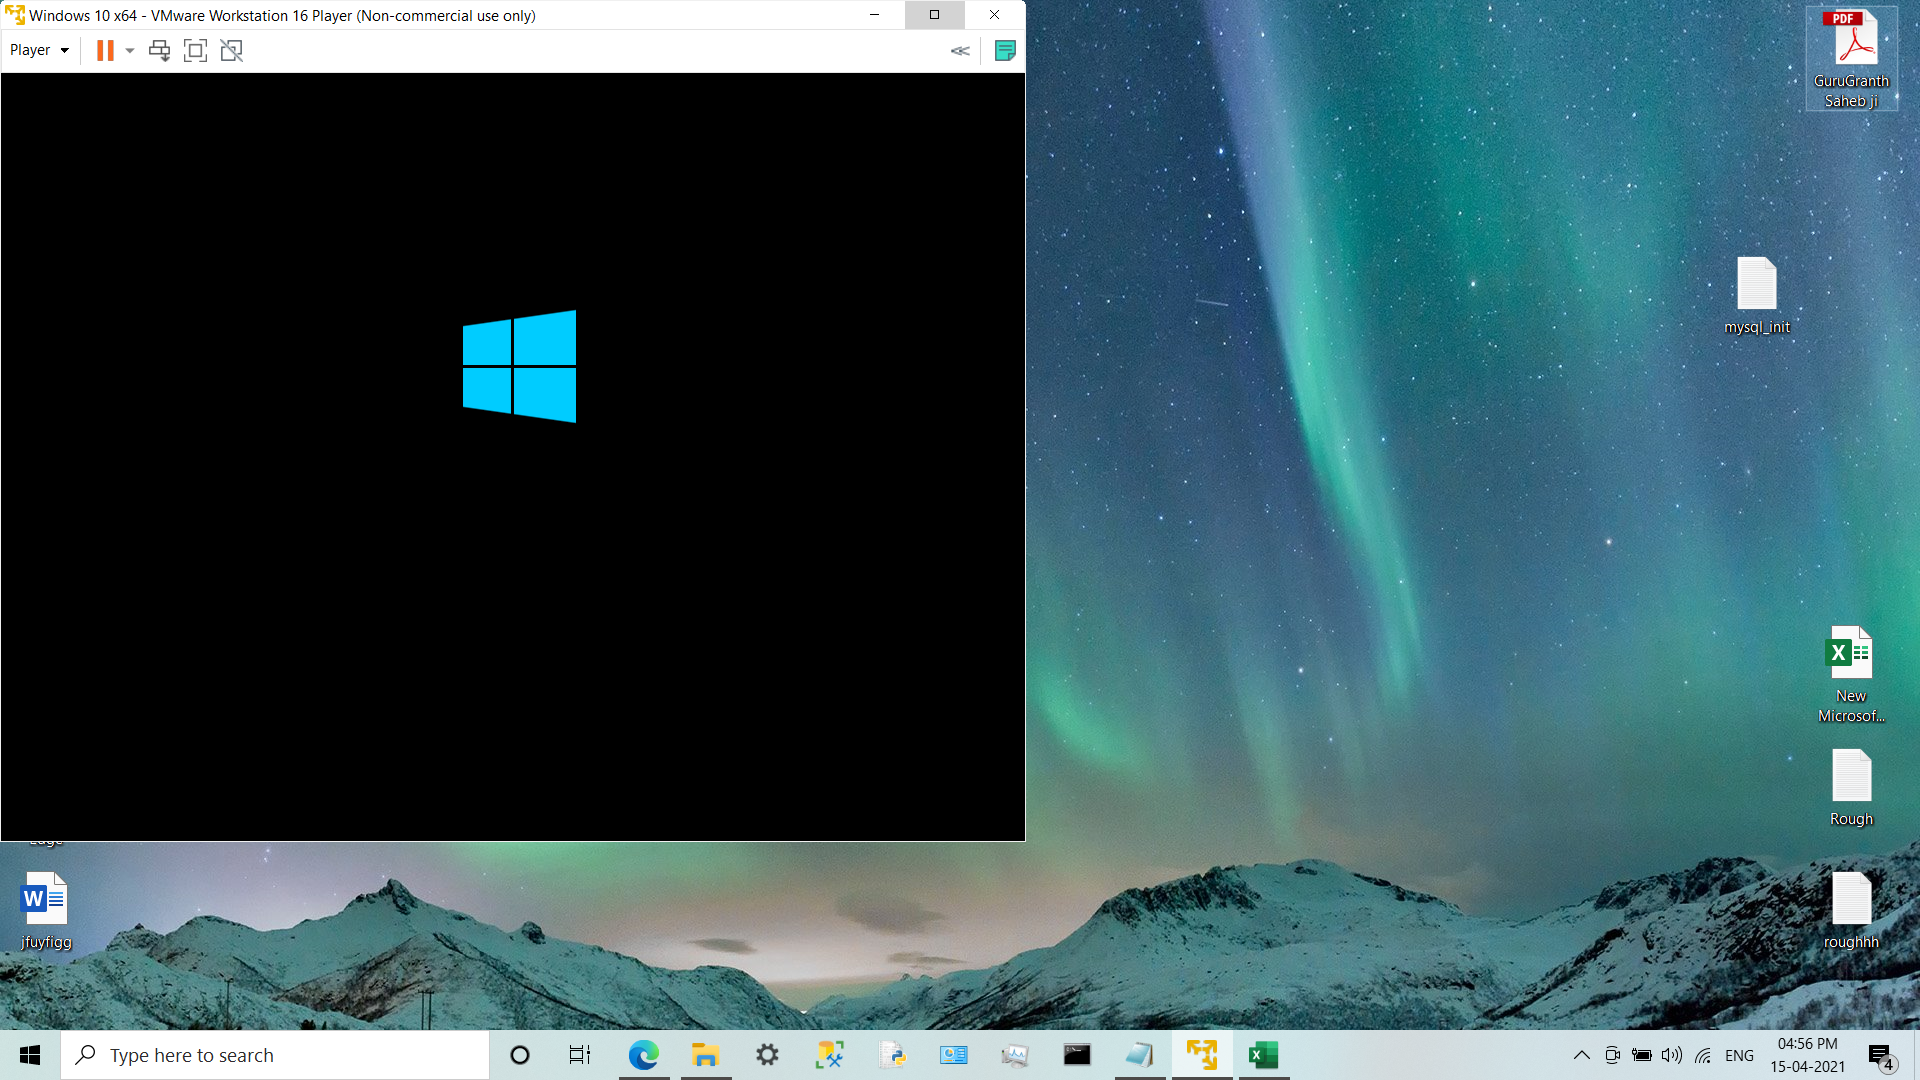 Windows 10 x64 - VMware Workstation 16 Player (Non-commercial use only)
Player
PDF
GuruGranth
Saheb ji
mysql_init
X
New
Microsof...
Rough
W
jfuyfigg
roughhh
Type here to search
X
ENG
04:56 PM
15-04-2021
4